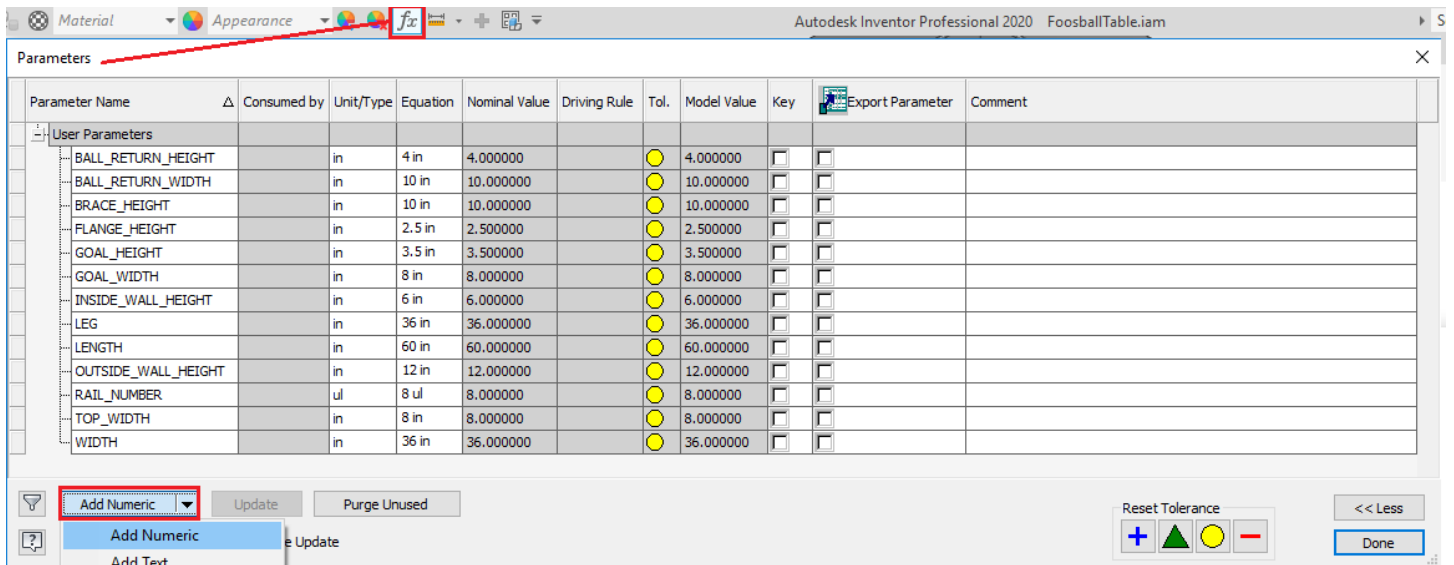 Material Appearance fx Autodesk Inventor Professional 2020 FoosballTable.iam S
Parameters
Parameter Name Consumed by Unit/Type Equation Nominal Value Driving Rule Tol. Model Value Key Export Parameter Comment
User Parameters
BALL_RETURN_HEIGHT in 4 in 4.000000 4.000000
BALL_RETURN_WIDTH in 10 in 10.000000 10.000000
BRACE_HEIGHT in 10 in 10.000000 10.000000
FLANGE_HEIGHT in 2.5 in 2.500000 2.500000
GOAL_HEIGHT in 3.5 in 3.500000 3.500000
GOAL_WIDTH in 8 in 8.000000 8.000000
INSIDE_WALL_HEIGHT in 6 in 6.000000 6.000000
LEG in 36 in 36.000000 36.000000
LENGTH in 60 in 60.000000 60.000000
OUTSIDE_WALL_HEIGHT in 12 in 12.000000 12.000000
RAIL_NUMBER ul 8 ul 8.000000 8.000000
TOP_WIDTH in 8 in 8.000000 8.000000
WIDTH in 36 in 36.000000 36.000000
Add Numeric Update Purge Unused Reset Tolerance << Less
Add Numeric e Update Done
Add Text